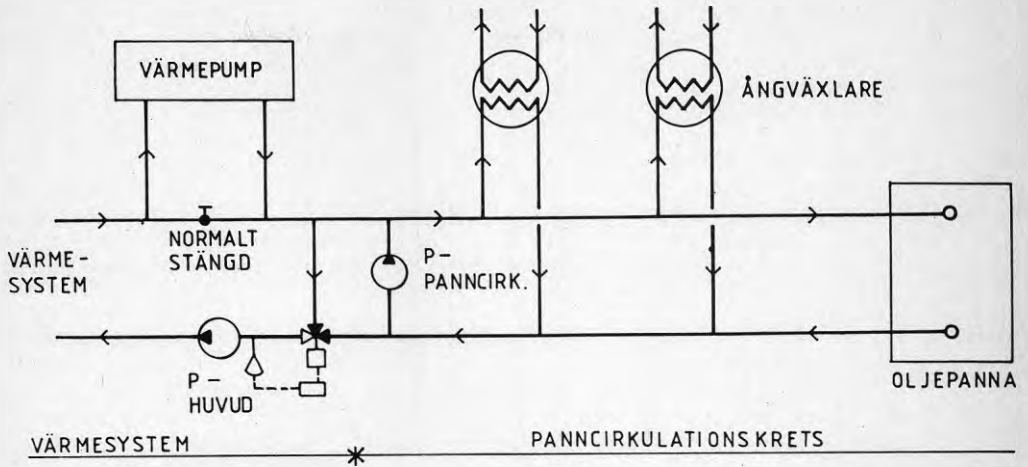 VÄRMEPUMP
ÅNGVÄXLARE
NORMALT
STÄNGD
VÄRME-
SYSTEM
P-
PANNCIRK.
P-
HUVUD
OLJEPANNA
VÄRMESYSTEM
PANNCIRKULATIONSKRETS